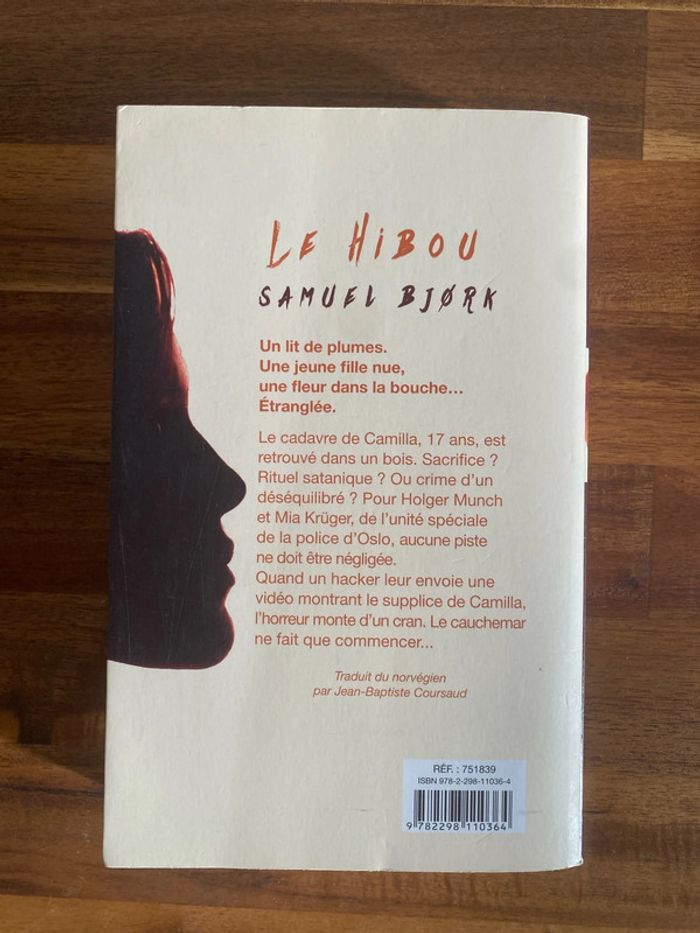 LE HiBOU
SAMUEL BJØRK
Un lit de plumes.
Une jeune fille nue,
une fleur dans la bouche...
Étranglée.
Le cadavre de Camilla, 17 ans, est
retrouvé dans un bois. Sacrifice ?
Rituel satanique ? Ou crime d'un
déséquilibré ? Pour Holger Munch
et Mia Krüger, de l'unité spéciale
de la police d'Oslo, aucune piste
ne doit être négligée.
Quand un hacker leur envoie une
vidéo montrant le supplice de Camilla,
l'horreur monte d'un cran. Le cauchemar
ne fait que commencer...
Traduit du norvégien
par Jean-Baptiste Coursaud
RÉF. : 751839
ISBN 978-2-298-11036-4
9 782298 110364